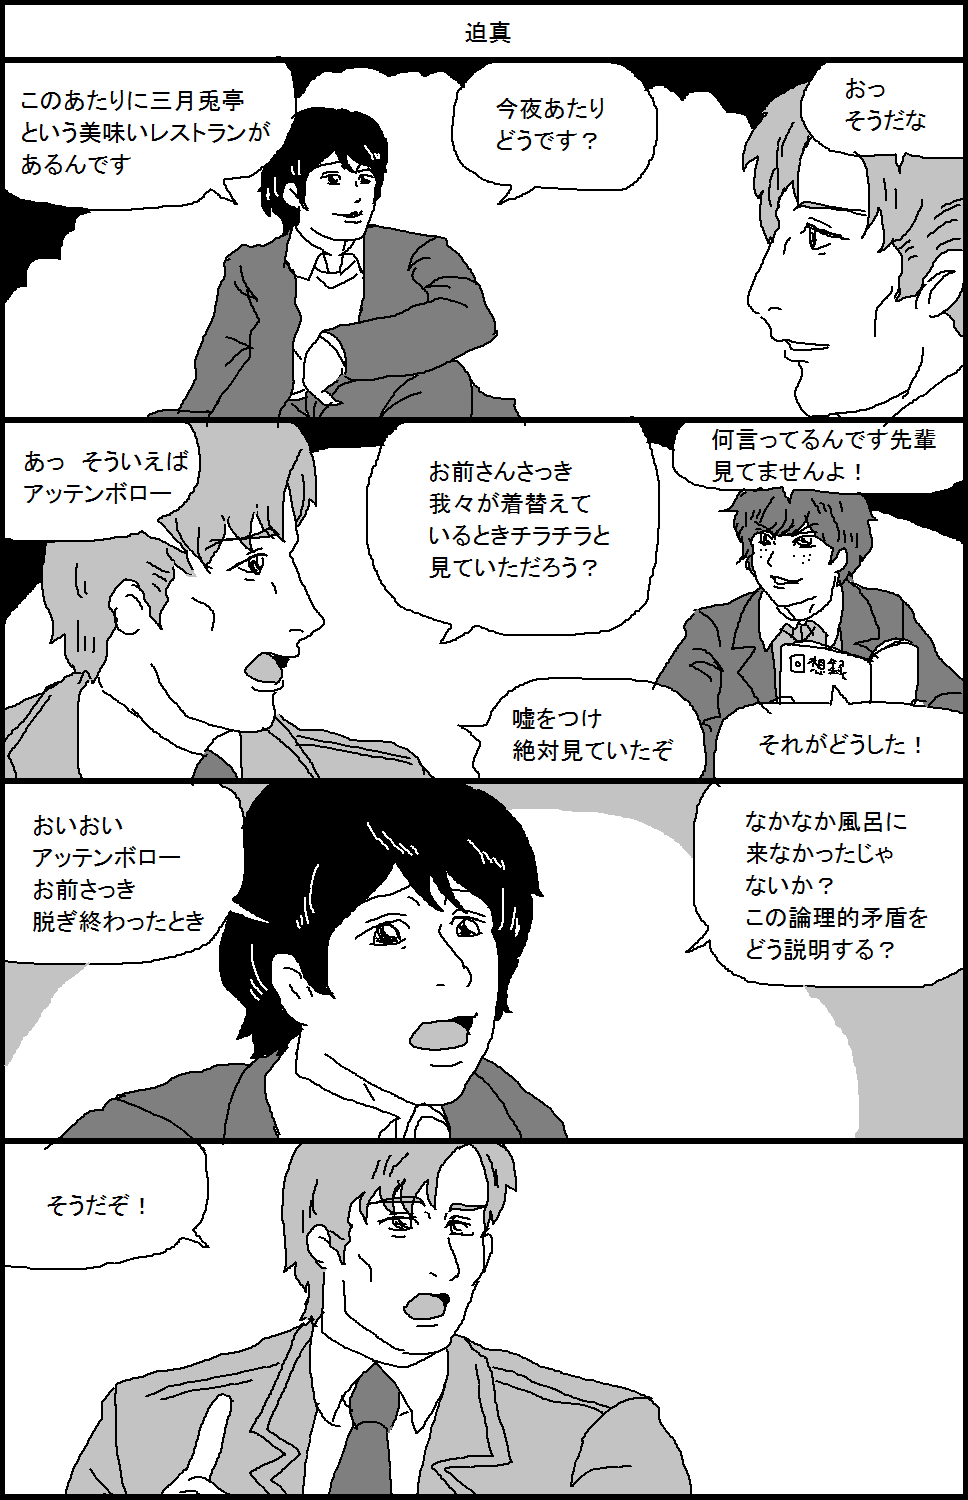 迫真
このあたりに三月兎亭
という美味いレストランが
あるんです
今夜あたり
どうです？
おっ
そうだな
あっ そういえば
アッテンボロー
お前さんさっき
我々が着替えて
いるときチラチラと
見ていただろう？
何言ってるんです先輩
見てませんよ！
回想録
嘘をつけ
絶対見ていたぞ
それがどうした！
おいおい
アッテンボロー
お前さっき
脱ぎ終わったとき
なかなか風呂に
来なかったじゃ
ないか？
この論理的矛盾を
どう説明する？
そうだぞ！